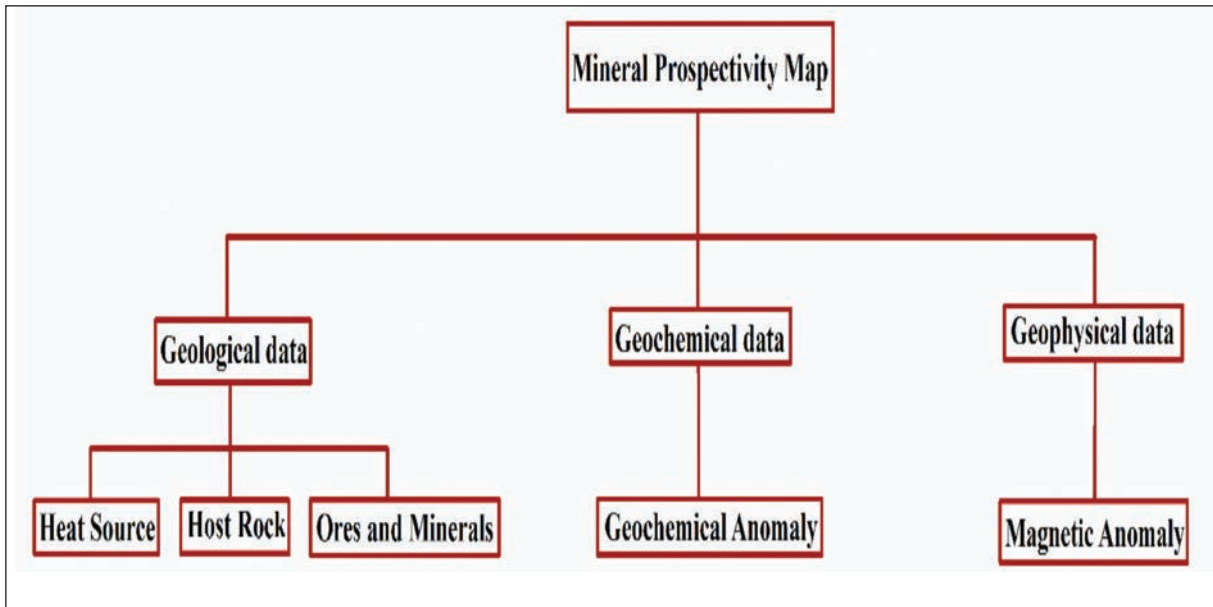 Mineral Prospectivity Map
Geological data
Geochemical data
Geophysical data
Heat Source
Host Rock
Ores and Minerals
Geochemical Anomaly
Magnetic Anomaly